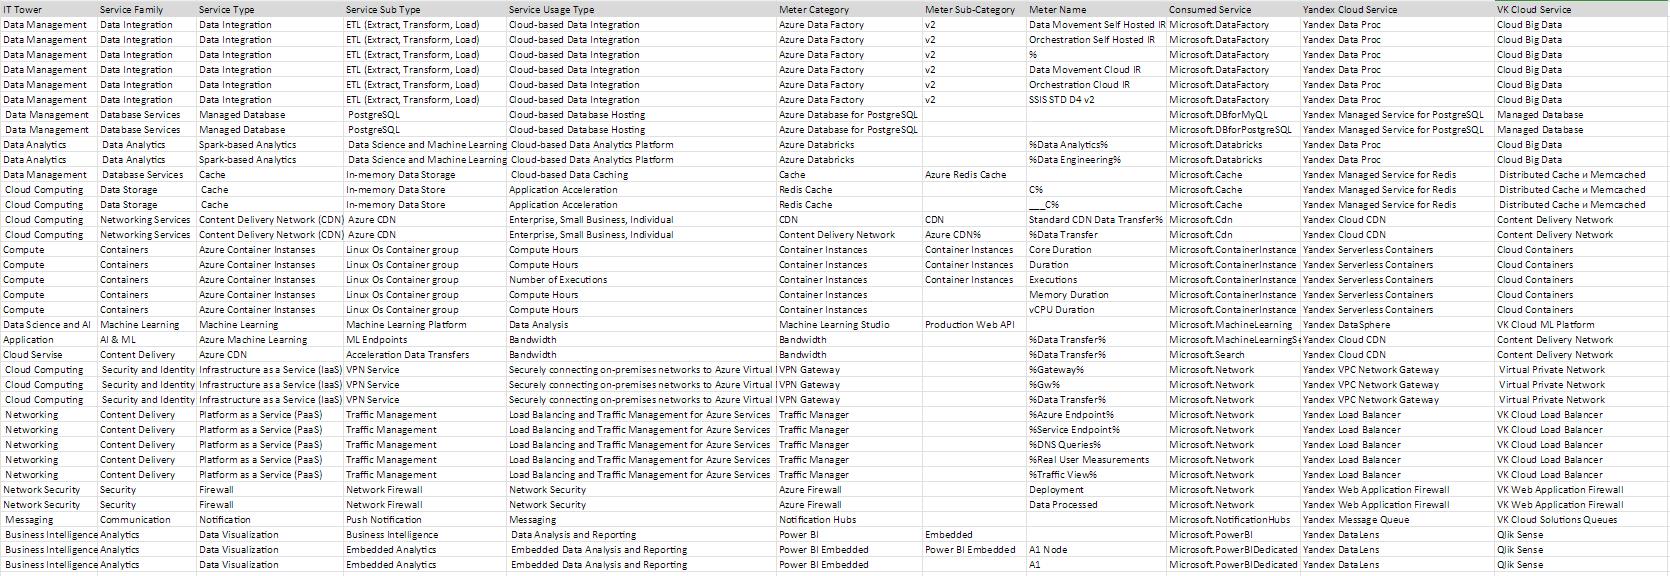 IT Tower Service Family Service Type Service Sub Type Service Usage Type Meter Category Meter Sub-Category Meter Name Consumed Service Yandex Cloud Service VK Cloud Service
Data Management Data Integration Data Integration ETL (Extract, Transform, Load) Cloud-based Data Integration Azure Data Factory v2 Data Movement Self Hosted IR Microsoft.DataFactory Yandex Data Proc Cloud Big Data
Data Management Data Integration Data Integration ETL (Extract, Transform, Load) Cloud-based Data Integration Azure Data Factory v2 Orchestration Self Hosted IR Microsoft.DataFactory Yandex Data Proc Cloud Big Data
Data Management Data Integration Data Integration ETL (Extract, Transform, Load) Cloud-based Data Integration Azure Data Factory v2 % Microsoft.DataFactory Yandex Data Proc Cloud Big Data
Data Management Data Integration Data Integration ETL (Extract, Transform, Load) Cloud-based Data Integration Azure Data Factory v2 Data Movement Cloud IR Microsoft.DataFactory Yandex Data Proc Cloud Big Data
Data Management Data Integration Data Integration ETL (Extract, Transform, Load) Cloud-based Data Integration Azure Data Factory v2 Orchestration Cloud IR Microsoft.DataFactory Yandex Data Proc Cloud Big Data
Data Management Data Integration Data Integration ETL (Extract, Transform, Load) Cloud-based Data Integration Azure Data Factory v2 SSIS STD D4 v2 Microsoft.DataFactory Yandex Data Proc Cloud Big Data
Data Management Database Services Managed Database PostgreSQL Cloud-based Database Hosting Azure Database for PostgreSQL Microsoft.DBforMyQL Yandex Managed Service for PostgreSQL Managed Database
Data Management Database Services Managed Database PostgreSQL Cloud-based Database Hosting Azure Database for PostgreSQL Microsoft.DBforPostgreSQL Yandex Managed Service for PostgreSQL Managed Database
Data Analytics Data Analytics Spark-based Analytics Data Science and Machine Learning Cloud-based Data Analytics Platform Azure Databricks %Data Analytics% Microsoft.Databricks Yandex Data Proc Cloud Big Data
Data Analytics Data Analytics Spark-based Analytics Data Science and Machine Learning Cloud-based Data Analytics Platform Azure Databricks %Data Engineering% Microsoft.Databricks Yandex Data Proc Cloud Big Data
Data Management Database Services Cache In-memory Data Storage Cloud-based Data Caching Cache Azure Redis Cache Microsoft.Cache Yandex Managed Service for Redis Distributed Cache и Memcached
Cloud Computing Data Storage Cache In-memory Data Store Application Acceleration Redis Cache C% Microsoft.Cache Yandex Managed Service for Redis Distributed Cache и Memcached
Cloud Computing Data Storage Cache In-memory Data Store Application Acceleration Redis Cache ___C% Microsoft.Cache Yandex Managed Service for Redis Distributed Cache и Memcached
Cloud Computing Networking Services Content Delivery Network (CDN) Azure CDN Enterprise, Small Business, Individual CDN CDN Standard CDN Data Transfer% Microsoft.Cdn Yandex Cloud CDN Content Delivery Network
Cloud Computing Networking Services Content Delivery Network (CDN) Azure CDN Enterprise, Small Business, Individual Content Delivery Network Azure CDN% %Data Transfer Microsoft.Cdn Yandex Cloud CDN Content Delivery Network
Compute Containers Azure Container Instanses Linux Os Container group Compute Hours Container Instances Container Instances Core Duration Microsoft.ContainerInstance Yandex Serverless Containers Cloud Containers
Compute Containers Azure Container Instanses Linux Os Container group Compute Hours Container Instances Container Instances Duration Microsoft.ContainerInstance Yandex Serverless Containers Cloud Containers
Compute Containers Azure Container Instanses Linux Os Container group Number of Executions Container Instances Container Instances Executions Microsoft.ContainerInstance Yandex Serverless Containers Cloud Containers
Compute Containers Azure Container Instanses Linux Os Container group Compute Hours Container Instances Memory Duration Microsoft.ContainerInstance Yandex Serverless Containers Cloud Containers
Compute Containers Azure Container Instanses Linux Os Container group Compute Hours Container Instances vCPU Duration Microsoft.ContainerInstance Yandex Serverless Containers Cloud Containers
Data Science and AI Machine Learning Machine Learning Machine Learning Platform Data Analysis Machine Learning Studio Production Web API Microsoft.MachineLearning Yandex DataSphere VK Cloud ML Platform
Application AI & ML Azure Machine Learning ML Endpoints Bandwidth Bandwidth %Data Transfer% Microsoft.MachineLearningSe Yandex Cloud CDN Content Delivery Network
Cloud Servise Content Delivery Azure CDN Acceleration Data Transfers Bandwidth Bandwidth %Data Transfer% Microsoft.Search Yandex Cloud CDN Content Delivery Network
Cloud Computing Security and Identity Infrastructure as a Service (IaaS) VPN Service Securely connecting on-premises networks to Azure Virtual VPN Gateway %Gateway% Microsoft.Network Yandex VPC Network Gateway Virtual Private Network
Cloud Computing Security and Identity Infrastructure as a Service (IaaS) VPN Service Securely connecting on-premises networks to Azure Virtual VPN Gateway %Gw% Microsoft.Network Yandex VPC Network Gateway Virtual Private Network
Cloud Computing Security and Identity Infrastructure as a Service (IaaS) VPN Service Securely connecting on-premises networks to Azure Virtual VPN Gateway %Data Transfer% Microsoft.Network Yandex VPC Network Gateway Virtual Private Network
Networking Content Delivery Platform as a Service (PaaS) Traffic Management Load Balancing and Traffic Management for Azure Services Traffic Manager %Azure Endpoint% Microsoft.Network Yandex Load Balancer VK Cloud Load Balancer
Networking Content Delivery Platform as a Service (PaaS) Traffic Management Load Balancing and Traffic Management for Azure Services Traffic Manager %Service Endpoint% Microsoft.Network Yandex Load Balancer VK Cloud Load Balancer
Networking Content Delivery Platform as a Service (PaaS) Traffic Management Load Balancing and Traffic Management for Azure Services Traffic Manager %DNS Queries% Microsoft.Network Yandex Load Balancer VK Cloud Load Balancer
Networking Content Delivery Platform as a Service (PaaS) Traffic Management Load Balancing and Traffic Management for Azure Services Traffic Manager %Real User Measurements Microsoft.Network Yandex Load Balancer VK Cloud Load Balancer
Networking Content Delivery Platform as a Service (PaaS) Traffic Management Load Balancing and Traffic Management for Azure Services Traffic Manager %Traffic View% Microsoft.Network Yandex Load Balancer VK Cloud Load Balancer
Network Security Security Firewall Network Firewall Network Security Azure Firewall Deployment Microsoft.Network Yandex Web Application Firewall VK Web Application Firewall
Network Security Security Firewall Network Firewall Network Security Azure Firewall Data Processed Microsoft.Network Yandex Web Application Firewall VK Web Application Firewall
Messaging Communication Notification Push Notification Messaging Notification Hubs Microsoft.NotificationHubs Yandex Message Queue VK Cloud Solutions Queues
Business Intelligence Analytics Data Visualization Business Intelligence Data Analysis and Reporting Power BI Embedded Microsoft.PowerBI Yandex DataLens Qlik Sense
Business Intelligence Analytics Data Visualization Embedded Analytics Embedded Data Analysis and Reporting Power BI Embedded Power BI Embedded A1 Node Microsoft.PowerBIDedicated Yandex DataLens Qlik Sense
Business Intelligence Analytics Data Visualization Embedded Analytics Embedded Data Analysis and Reporting Power BI Embedded A1 Microsoft.PowerBIDedicated Yandex DataLens Qlik Sense